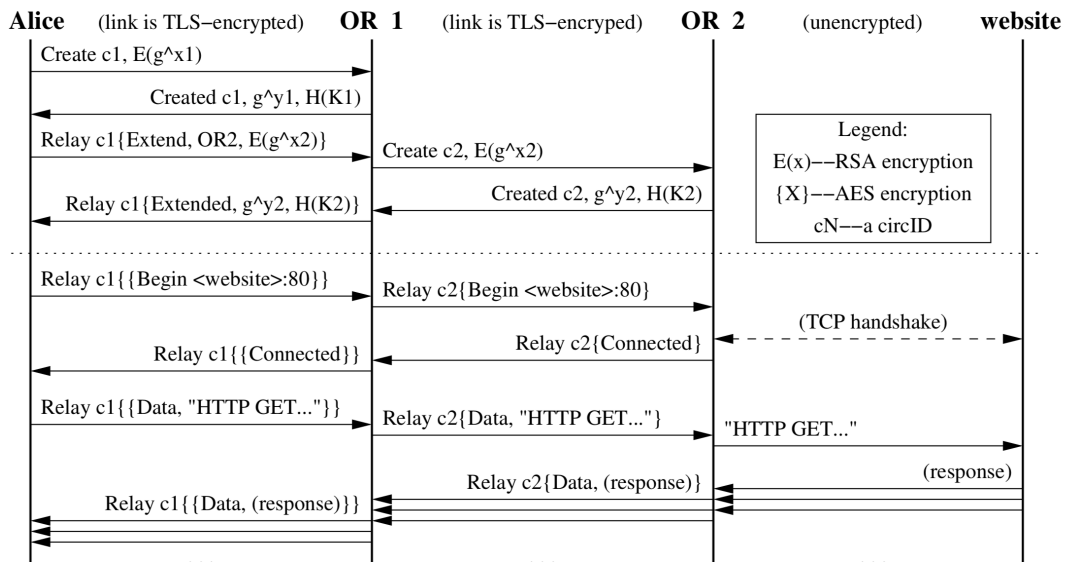 Alice (link is TLS−encrypted) OR 1 (link is TLS−encryped) OR 2 (unencrypted) website
Create c1, E(g^x1)
Created c1, g^y1, H(K1)
Relay c1{Extend, OR2, E(g^x2)}
Create c2, E(g^x2)
Created c2, g^y2, H(K2)
Relay c1{Extended, g^y2, H(K2)}
Legend:
E(x)−−RSA encryption
{X}−−AES encryption
cN−−a circID
Relay c1{{Begin <website>:80}}
Relay c2{Begin <website>:80}
(TCP handshake)
Relay c2{Connected}
Relay c1{{Connected}}
Relay c1{{Data, "HTTP GET..."}}
Relay c2{Data, "HTTP GET..."}
"HTTP GET..."
(response)
Relay c2{Data, (response)}
Relay c1{{Data, (response)}}